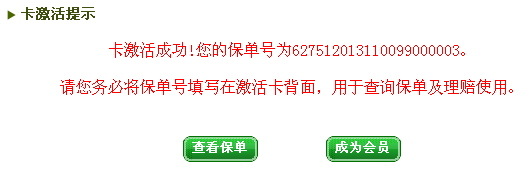 卡激活提示
卡激活成功!您的保单号为627512013110099000003。
请您务必将保单号填写在激活卡背面，用于查询保单及理赔使用。
查看保单
成为会员